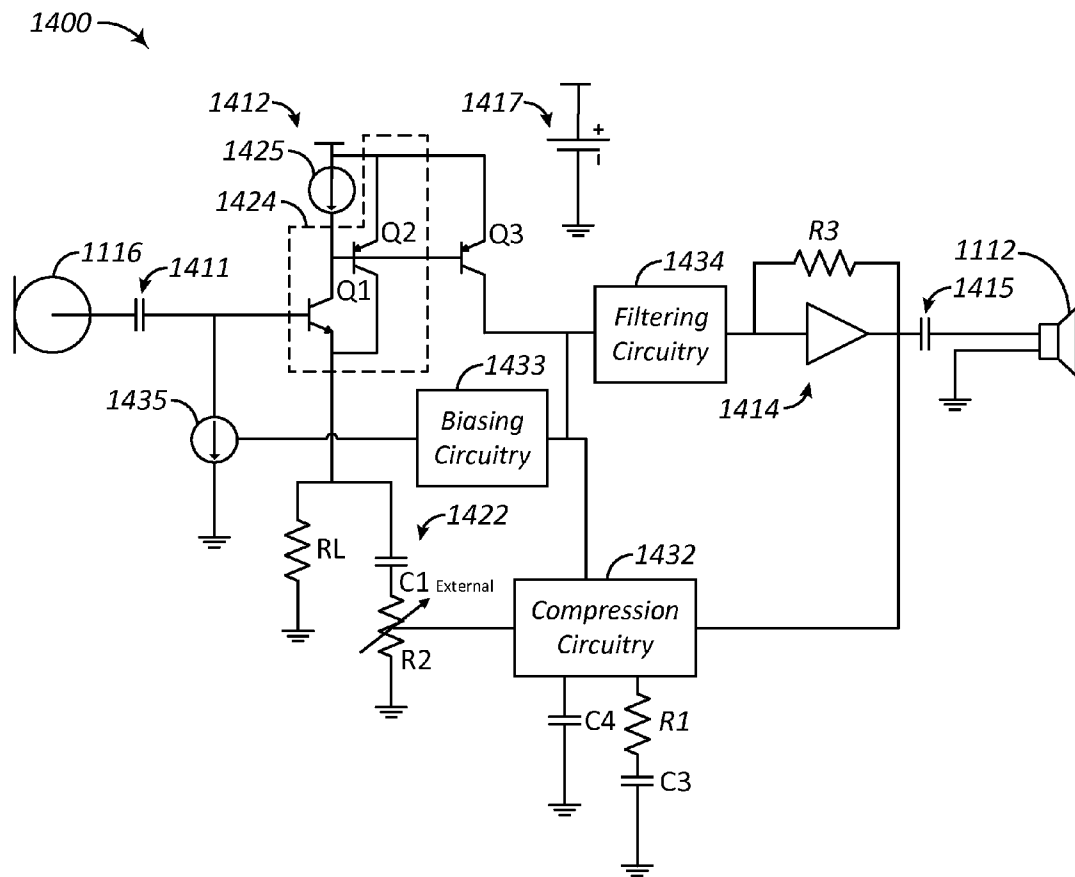 1400
1412
1417
1425
1424
Q2
Q3
1116
1411
Q1
1434
R3
1112
1415
Filtering
Circuitry
1433
1414
1435
Biasing
Circuitry
1422
RL
1432
C1 External
Compression
Circuitry
R2
C4
R1
C3
+